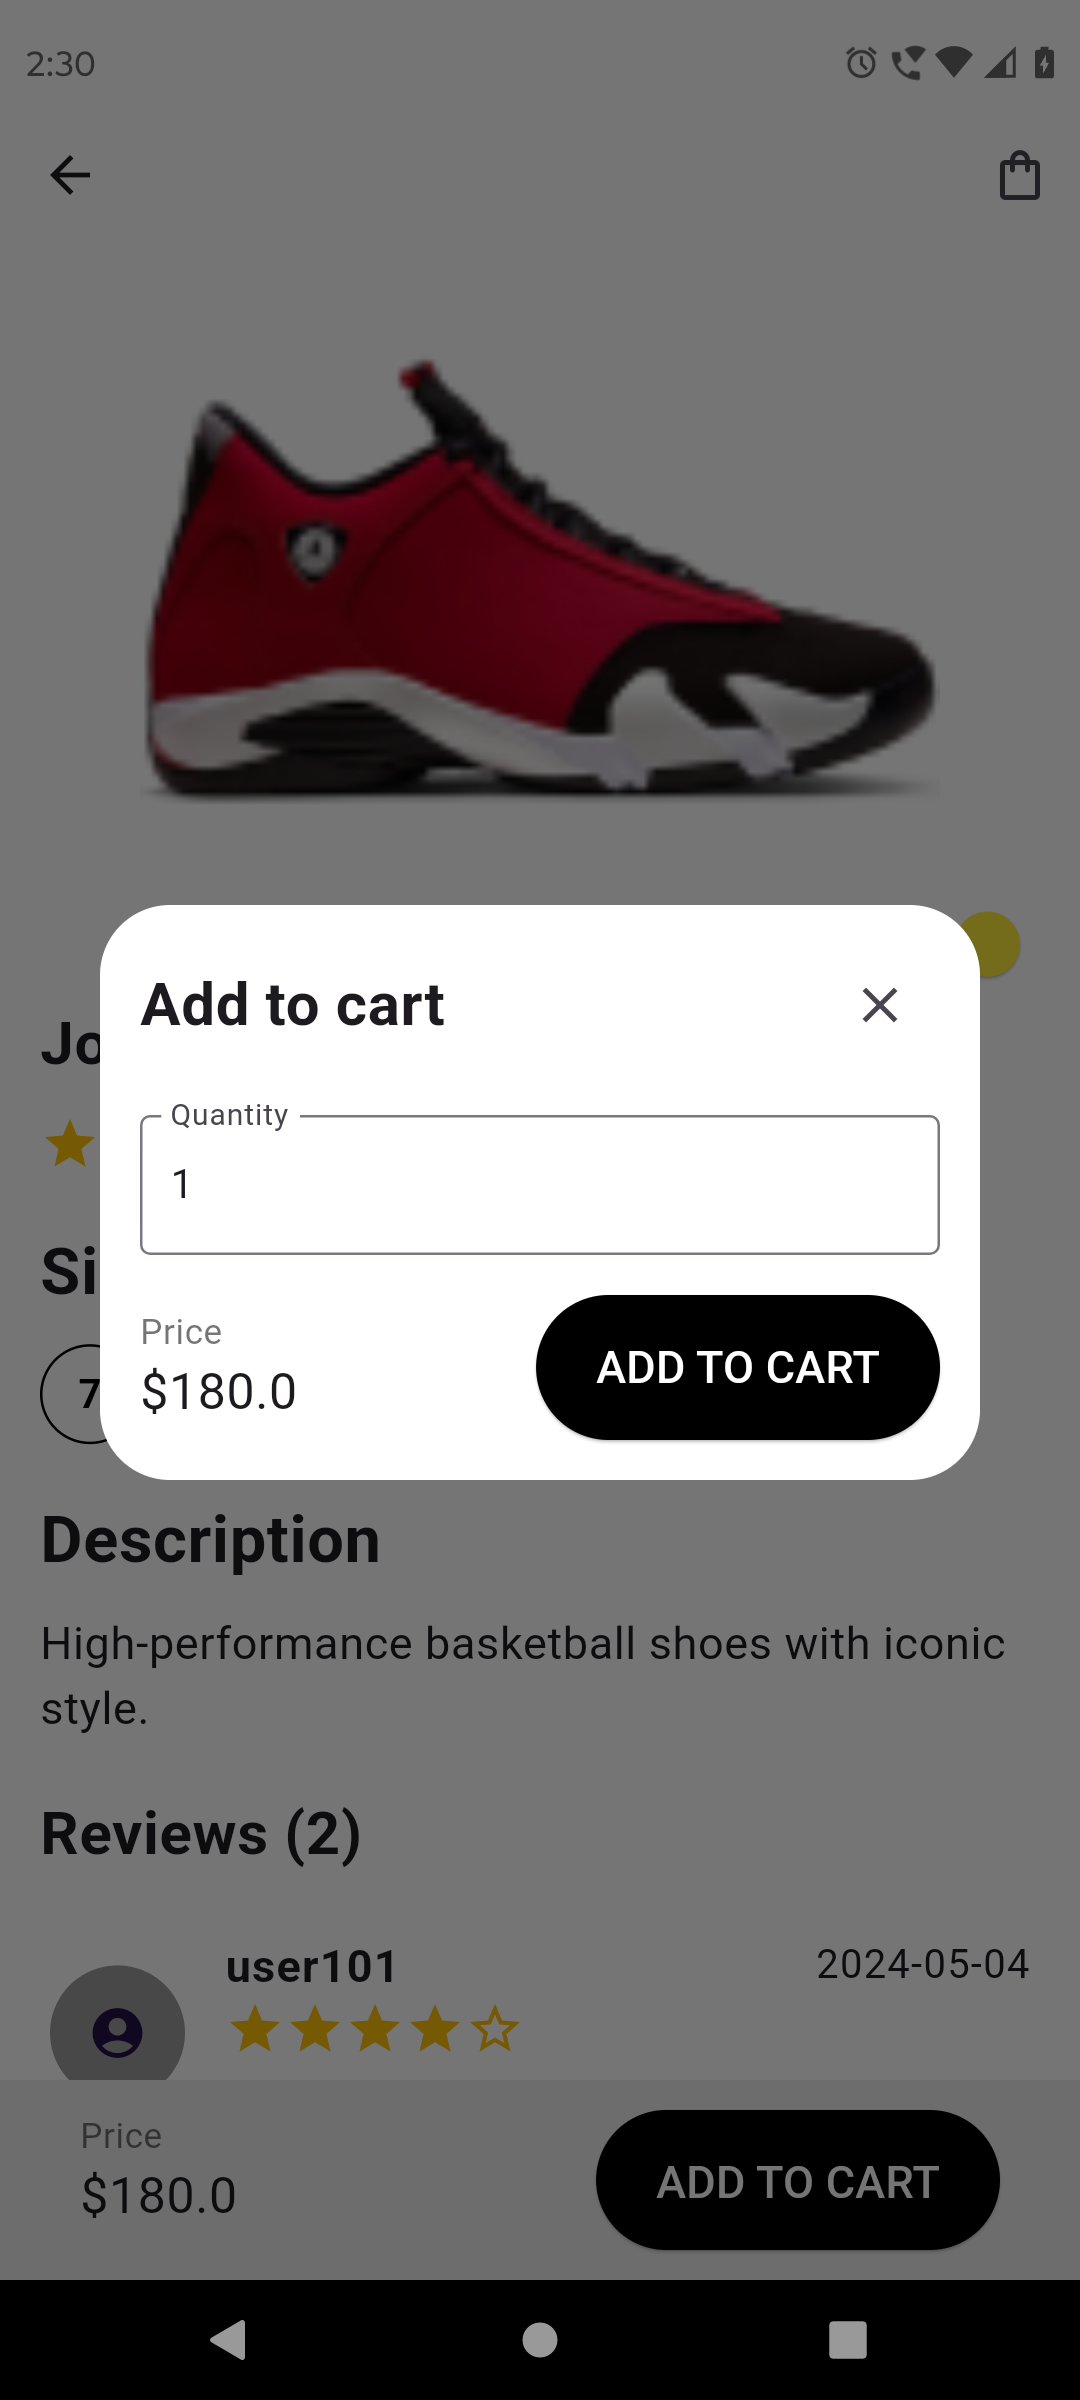 2:30
Add to cart
Jo
Quantity
1
Si
Price
$180.0
ADD TO CART
7
Description
High-performance basketball shoes with iconic
style.
Reviews (2)
user101
2024-05-04
Price
$180.0
ADD TO CART